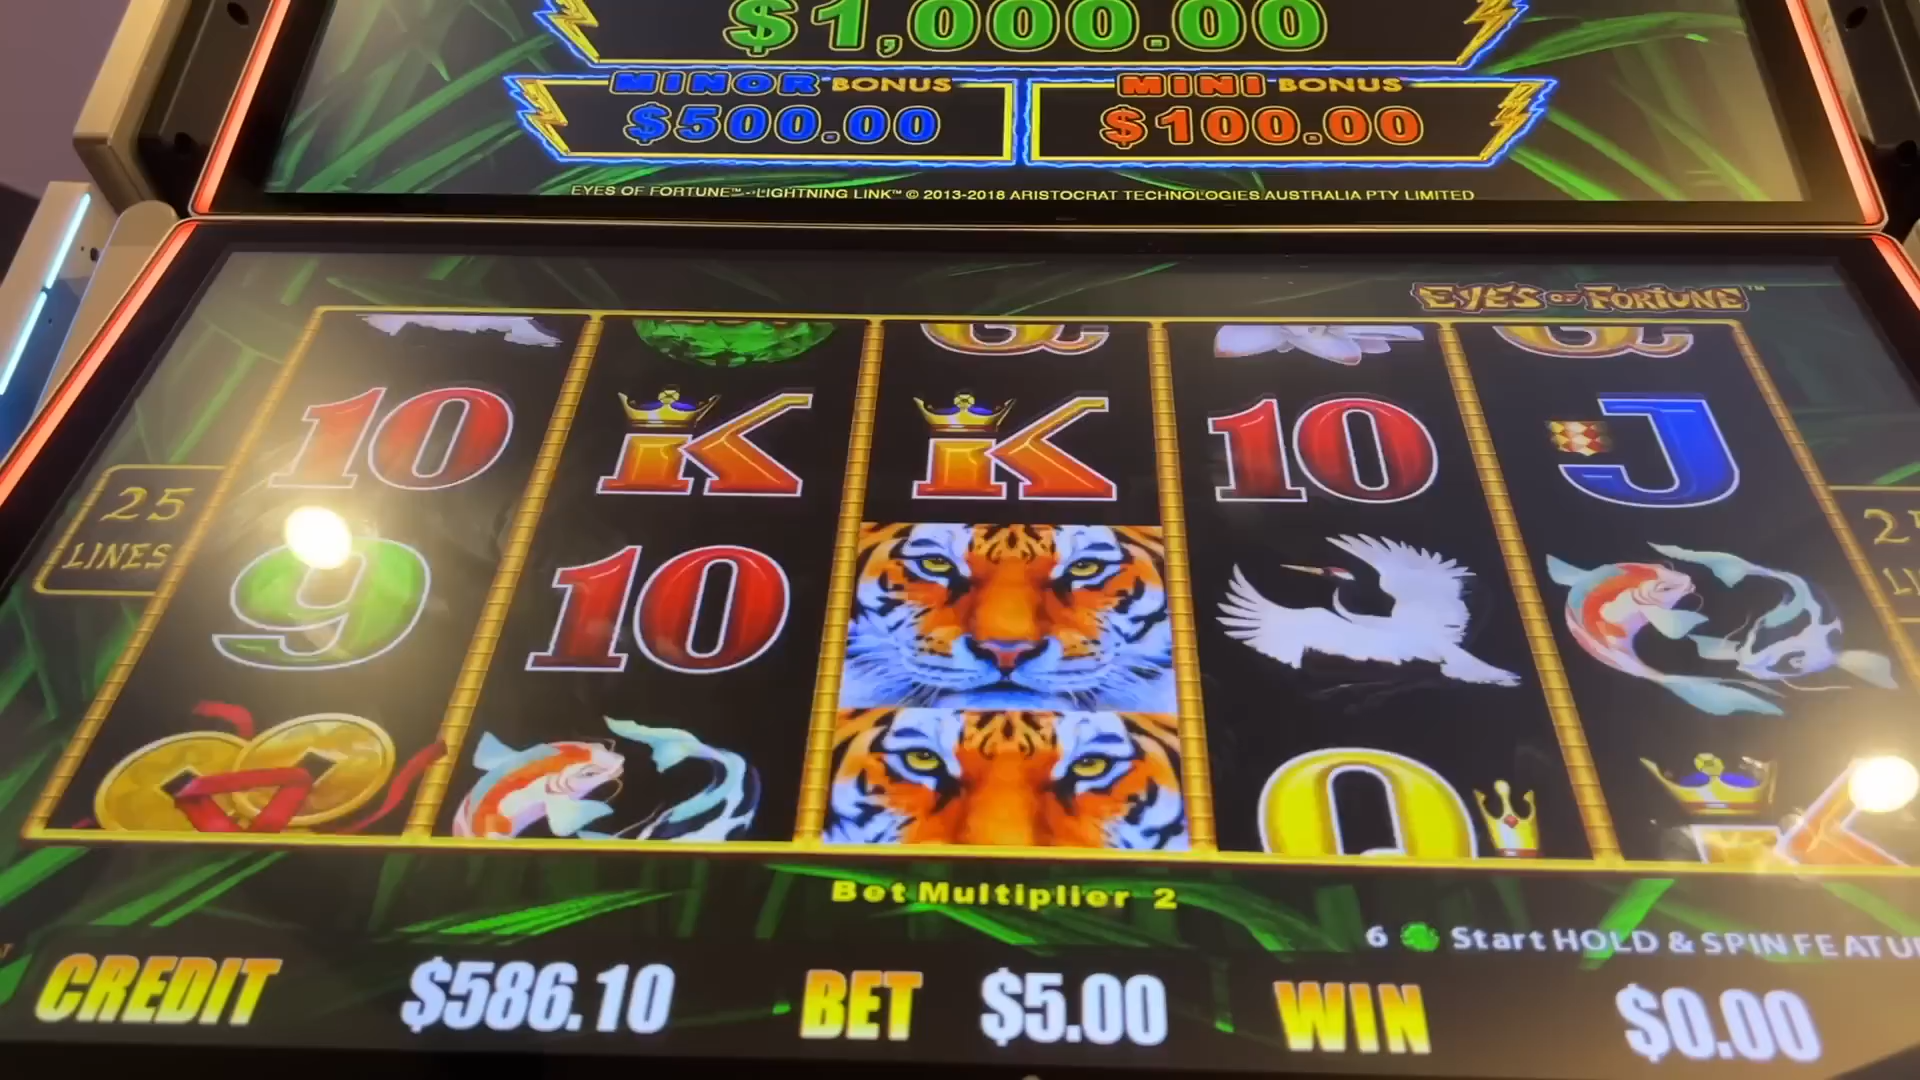 $1,000.00
MINOR BONUS
MINI BONUS
$500.00
$100.00
EYES OF FORTUNE™ - LIGHTNING LINK™ © 2013-2018 ARISTOCRAT TECHNOLOGIES AUSTRALIA PTY LIMITED
EYES OF FORTUNE™
10 K K 10 J
25
LINES
9 10
Q K
Bet Multiplier 2
6 Start HOLD & SPIN FEATU
CREDIT $586.10 BET $5.00 WIN $0.00